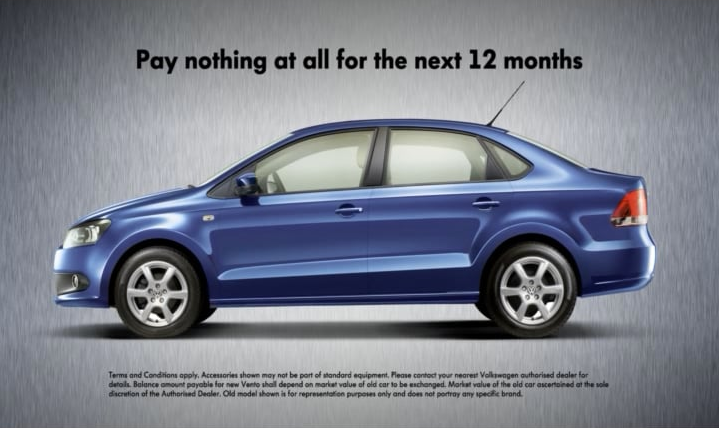 Pay nothing at all for the next 12 months
Terms and Conditions apply. Accessories shown may not be part of standard equipment. Please contact your nearest Volkswagen authorised dealer for
details. Balance amount payable for new Vento shall depend on market value of old car to be exchanged. Market value of the old car ascertained at the sole
discretion of the Authorised Dealer. Old model shown is for representation purposes only and does not portray any specific brand.